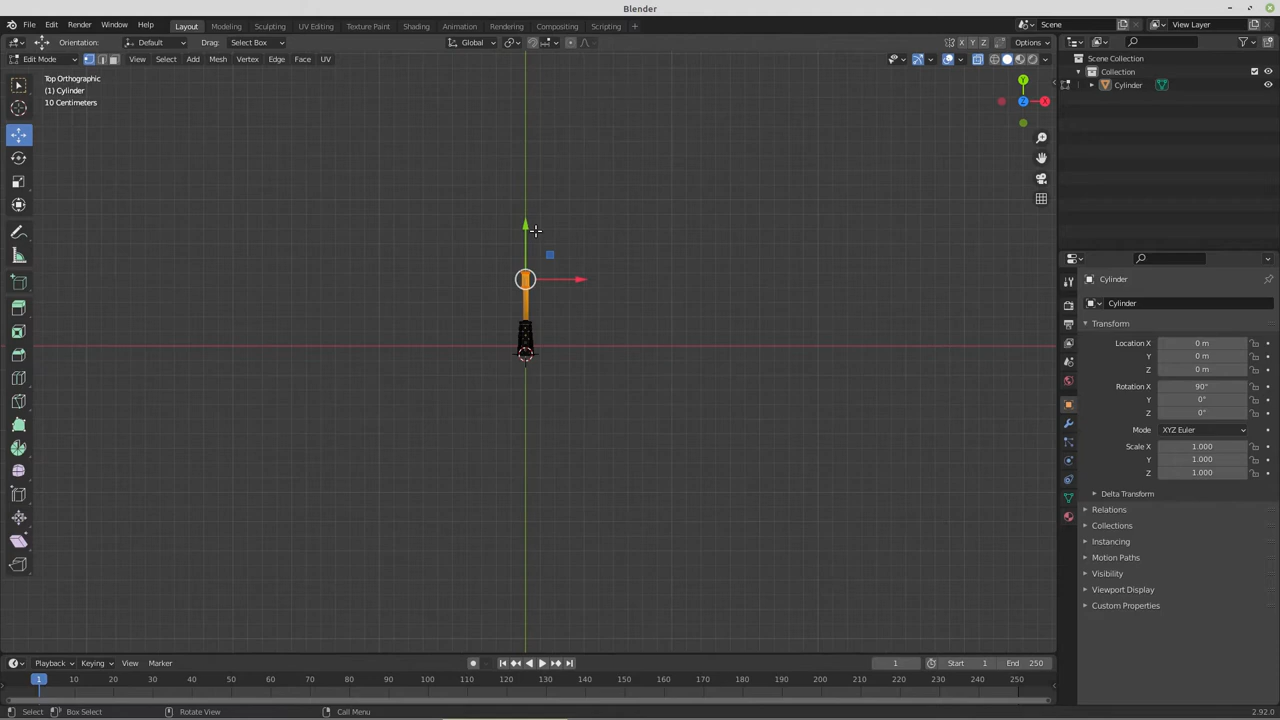 Blender
File Edit Render Window Help Layout Modeling Sculpting UV Editing Texture Paint Shading Animation Rendering Compositing Scripting + Scene View Layer
Orientation: Default Drag: Select Box Global X Y Z Options
Edit Mode View Select Add Mesh Vertex Edge Face UV
Scene Collection
Collection
Cylinder
Top Orthographic
(1) Cylinder
10 Centimeters
Y
Z X
Cylinder
Cylinder
Transform
Location X 0 m
Y 0 m
Z 0 m
Rotation X 90°
Y 0°
Z 0°
Mode XYZ Euler
Scale X 1.000
Y 1.000
Z 1.000
Delta Transform
Relations
Collections
Instancing
Motion Paths
Visibility
Viewport Display
Custom Properties
Playback Keying View Marker 1 Start 1 End 250
1 10 20 30 40 50 60 70 80 90 100 110 120 130 140 150 160 170 180 190 200 210 220 230 240 250
Select Box Select Rotate View Call Menu 2.92.0